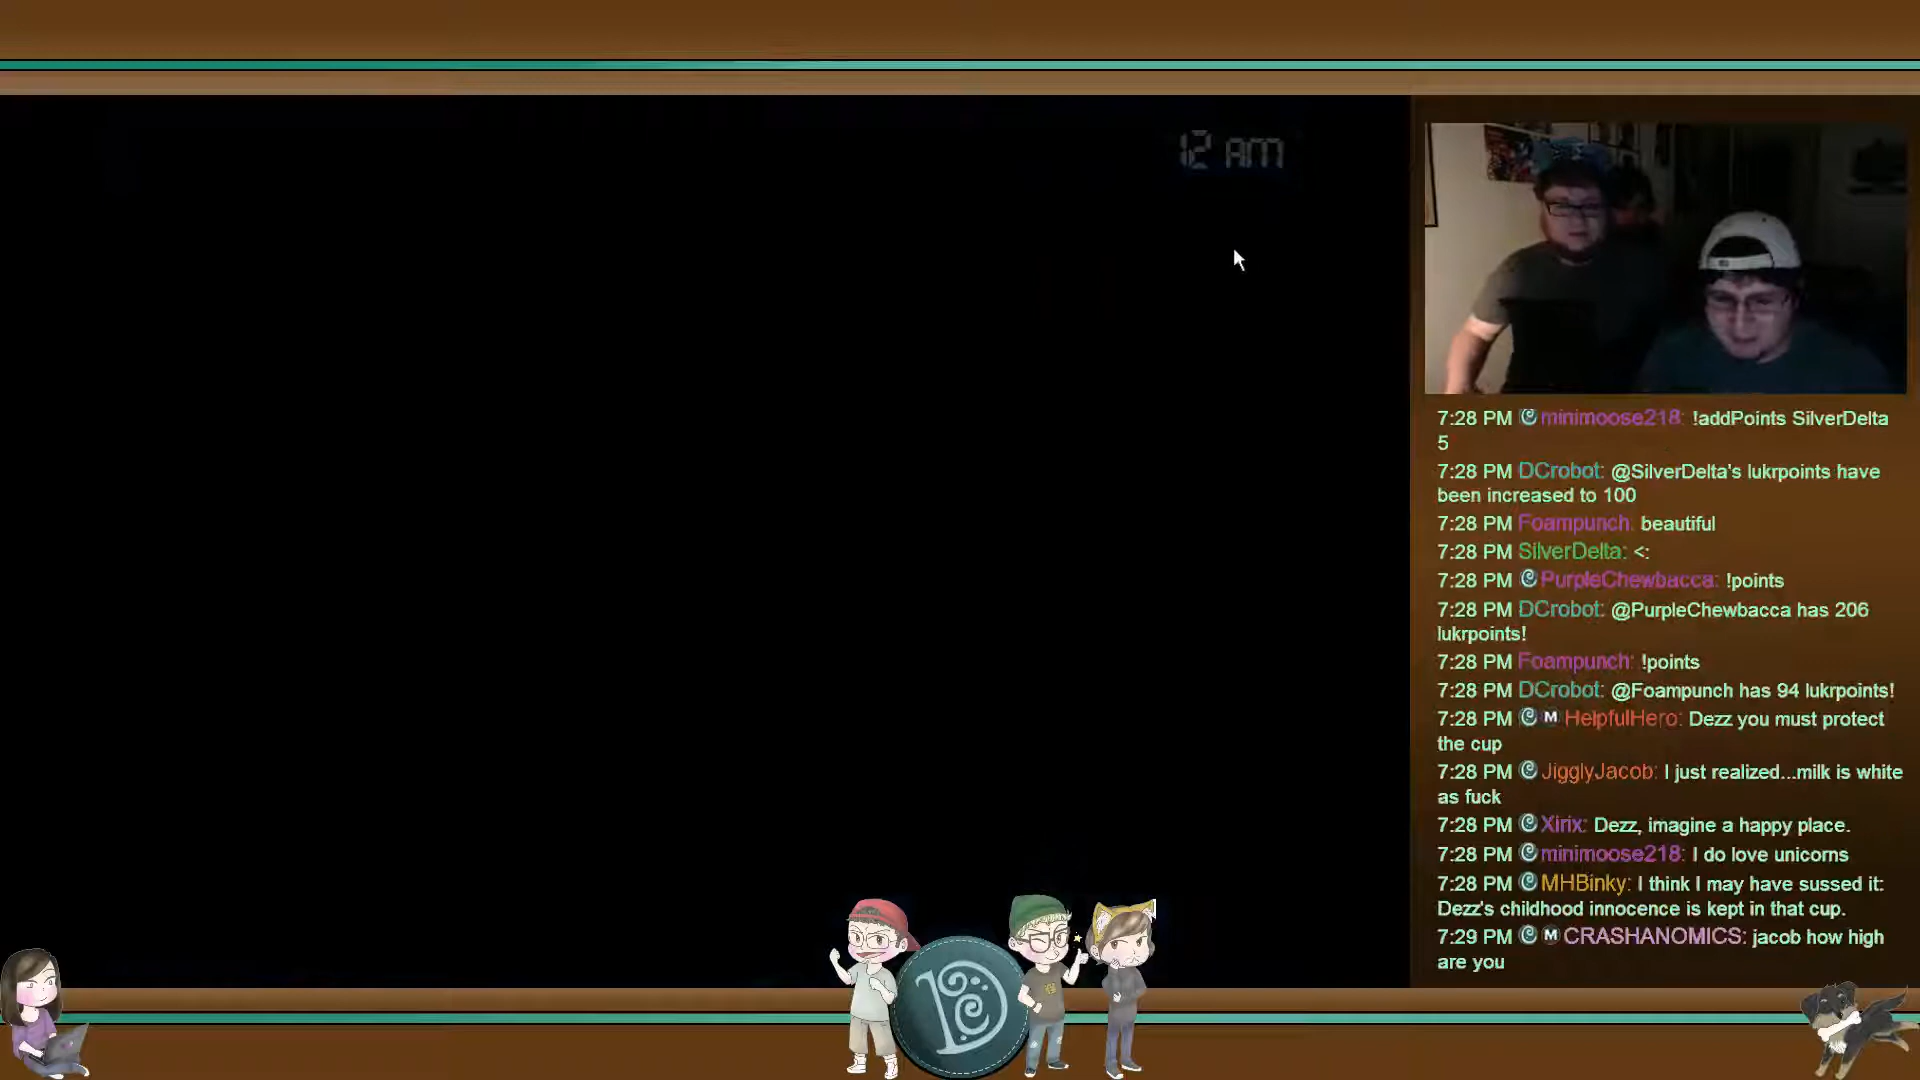 12 AM
7:28 PM minimoose218: !addPoints SilverDelta
5
7:28 PM DCrobot: @SilverDelta's lukrpoints have
been increased to 100
7:28 PM Foampunch: beautiful
7:28 PM SilverDelta: <:
7:28 PM PurpleChewbacca: !points
7:28 PM DCrobot: @PurpleChewbacca has 206
lukrpoints!
7:28 PM Foampunch: !points
7:28 PM DCrobot: @Foampunch has 94 lukrpoints!
7:28 PM M HelpfulHero: Dezz you must protect
the cup
7:28 PM JigglyJacob: I just realized...milk is white
as fuck
7:28 PM Xirix: Dezz, imagine a happy place.
7:28 PM minimoose218: I do love unicorns
7:28 PM MHBinky: I think I may have sussed it:
Dezz's childhood innocence is kept in that cup.
7:29 PM M CRASHANOMICS: jacob how high
are you